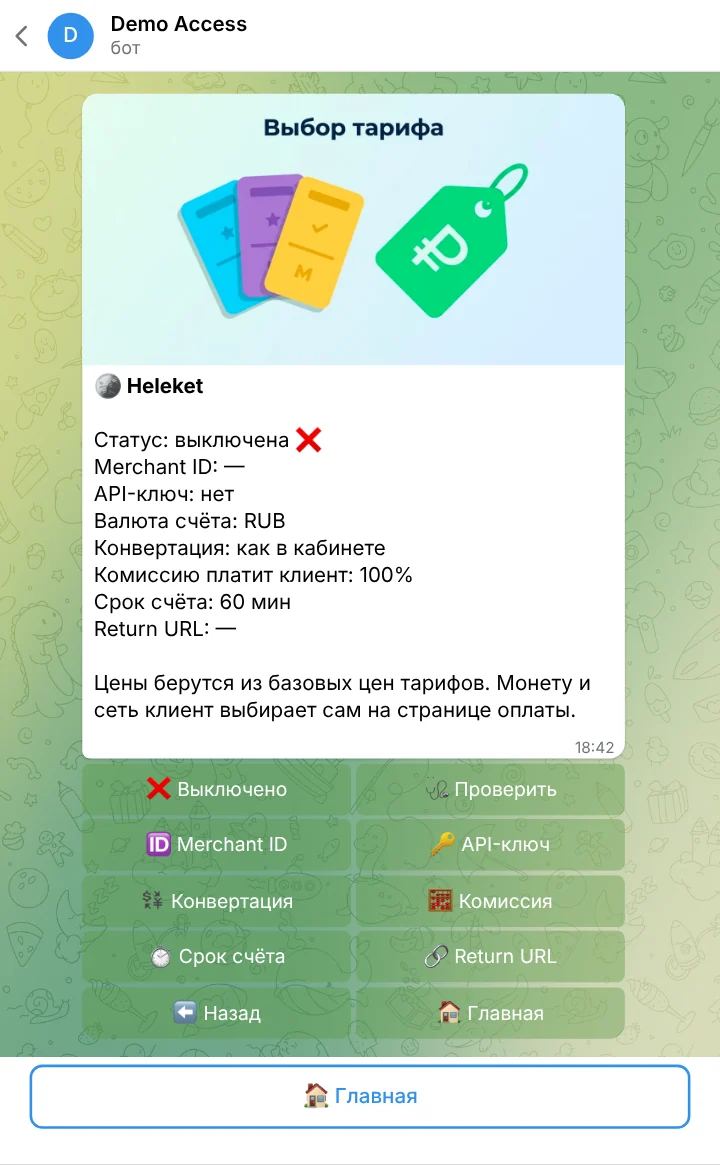 D
Demo Access
бот
Выбор тарифа
M
Heleket
Статус: выключена ❌
Merchant ID: —
API-ключ: нет
Валюта счёта: RUB
Конвертация: как в кабинете
Комиссию платит клиент: 100%
Срок счёта: 60 мин
Return URL: —
Цены берутся из базовых цен тарифов. Монету и
сеть клиент выбирает сам на странице оплаты.
18:42
❌ Выключено
🩺 Проверить
🆔 Merchant ID
🔑 API-ключ
💱 Конвертация
🧮 Комиссия
⏱ Срок счёта
🔗 Return URL
⬅️ Назад
🏠 Главная
🏠 Главная